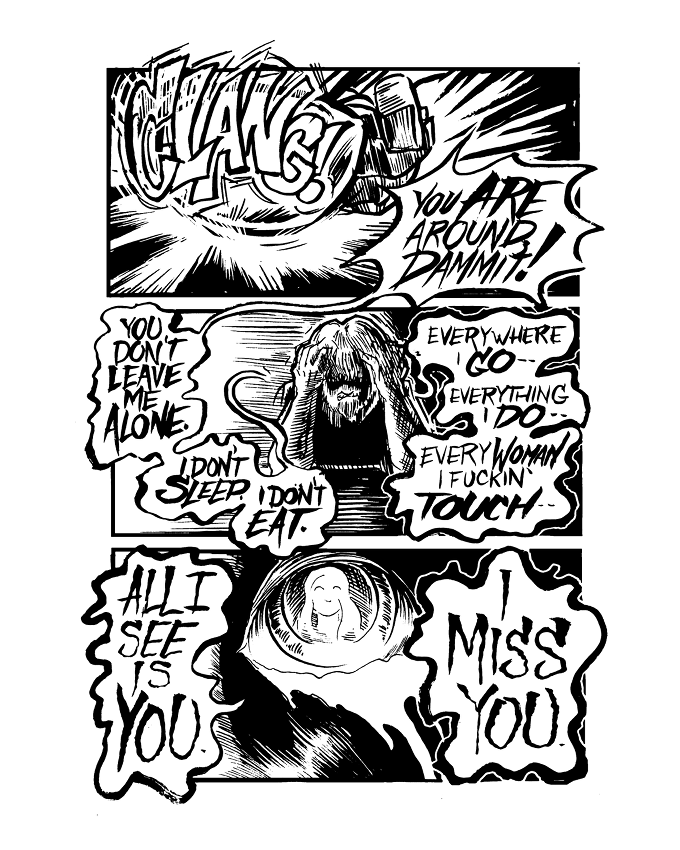 CLANG!
YOU ARE
AROUND,
DAMMIT!
YOU
DON'T
LEAVE
ME
ALONE.
I DON'T
SLEEP.
I DON'T
EAT.
EVERYWHERE
I GO--
EVERYTHING
I DO--
EVERY WOMAN
I FUCKIN'
TOUCH--
ALL I
SEE
IS
YOU.
I
MISS
YOU.